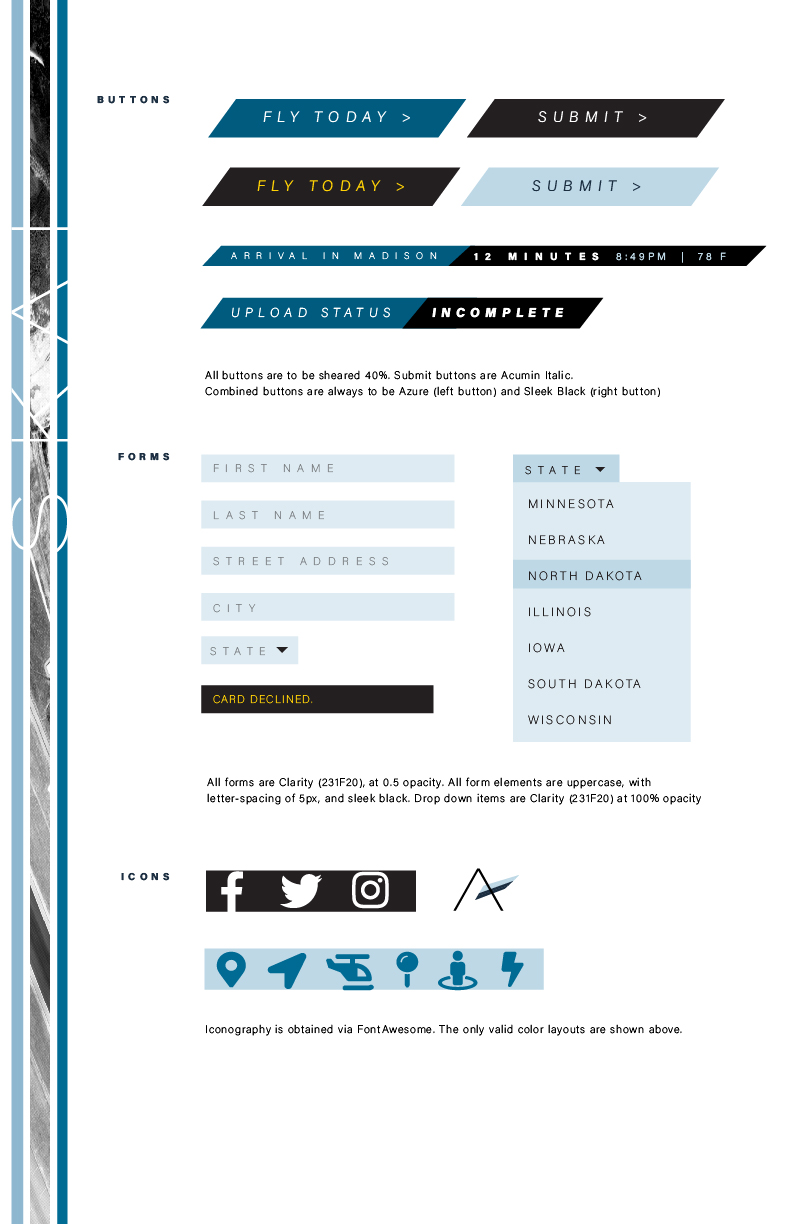 BUTTONS
FLY TODAY >
SUBMIT >
FLY TODAY >
SUBMIT >
ARRIVAL IN MADISON 12 MINUTES 8:49PM | 78 F
UPLOAD STATUS INCOMPLETE
All buttons are to be sheared 40%. Submit buttons are Acumin Italic.
Combined buttons are always to be Azure (left button) and Sleek Black (right button)
SKYA
FORMS
FIRST NAME
LAST NAME
STREET ADDRESS
CITY
STATE
CARD DECLINED.
STATE
MINNESOTA
NEBRASKA
NORTH DAKOTA
ILLINOIS
IOWA
SOUTH DAKOTA
WISCONSIN
All forms are Clarity (231F20), at 0.5 opacity. All form elements are uppercase, with
letter-spacing of 5px, and sleek black. Drop down items are Clarity (231F20) at 100% opacity
ICONS
Iconography is obtained via FontAwesome. The only valid color layouts are shown above.